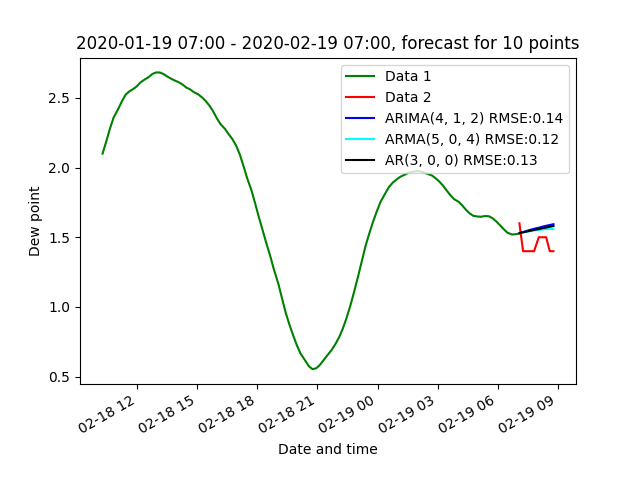 2020-01-19 07:00 - 2020-02-19 07:00, forecast for 10 points
Data 1
Data 2
ARIMA(4, 1, 2) RMSE:0.14
ARMA(5, 0, 4) RMSE:0.12
AR(3, 0, 0) RMSE:0.13
Dew point
2.5
2.0
1.5
1.0
0.5
02-18 12
02-18 15
02-18 18
02-18 21
02-19 00
02-19 03
02-19 06
02-19 09
Date and time